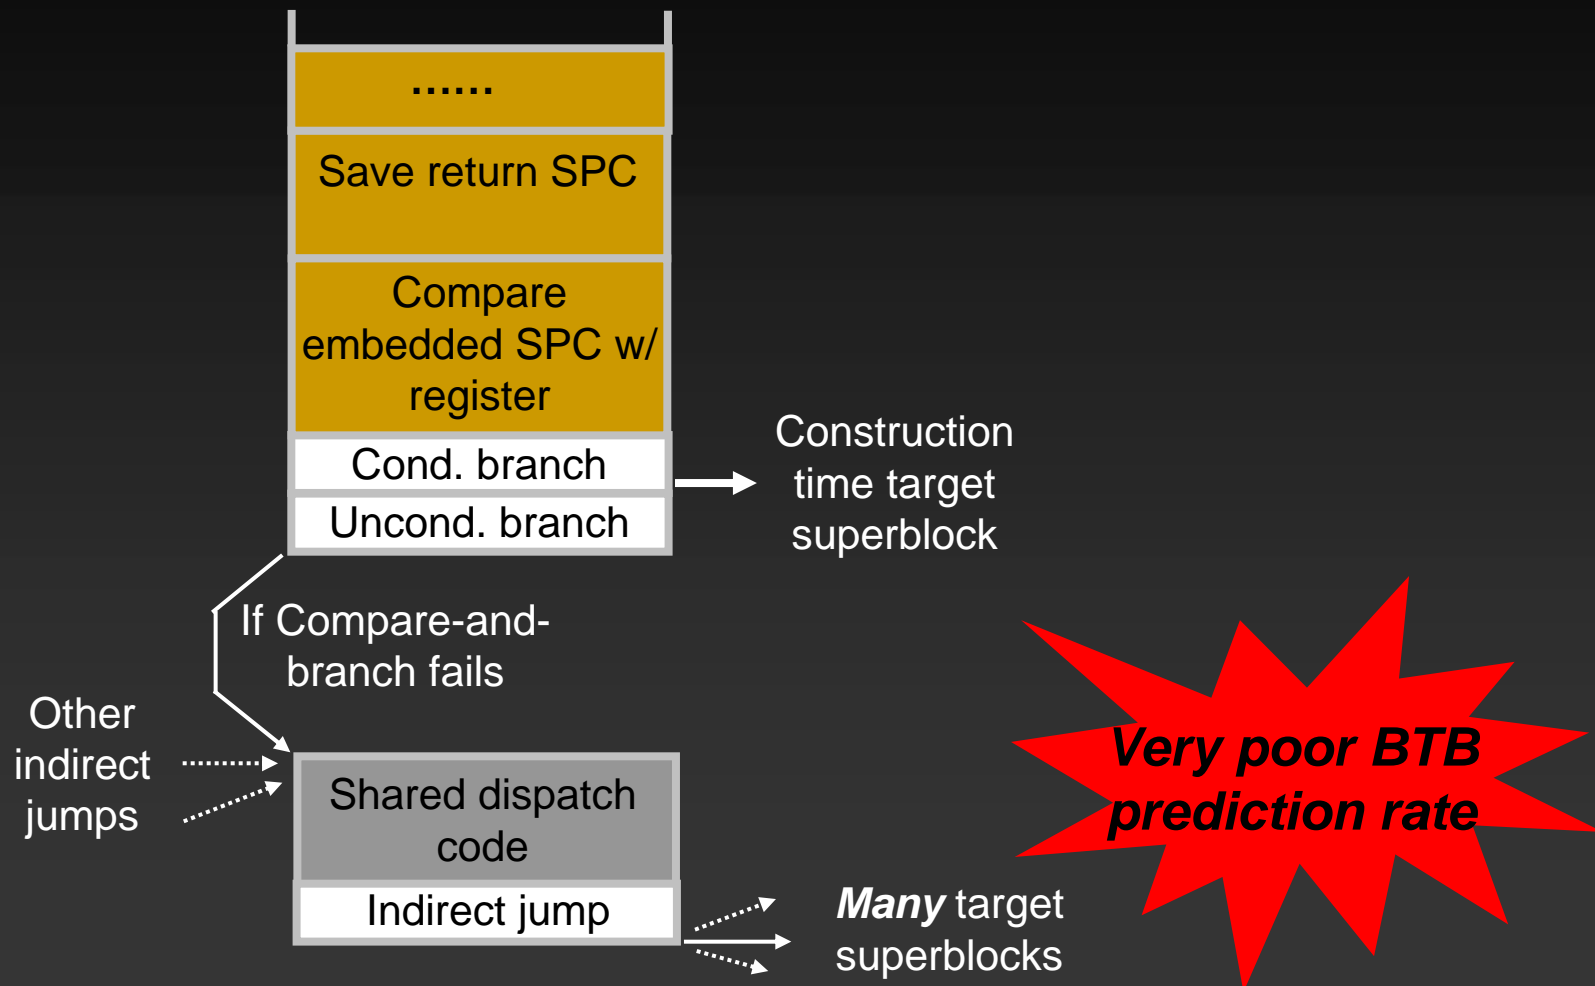 ......
Save return SPC
Compare
embedded SPC w/
register
Cond. branch
Uncond. branch
Construction
time target
superblock
If Compare-and-
branch fails
Other
indirect
jumps
Shared dispatch
code
Indirect jump
Many target
superblocks
Very poor BTB
prediction rate